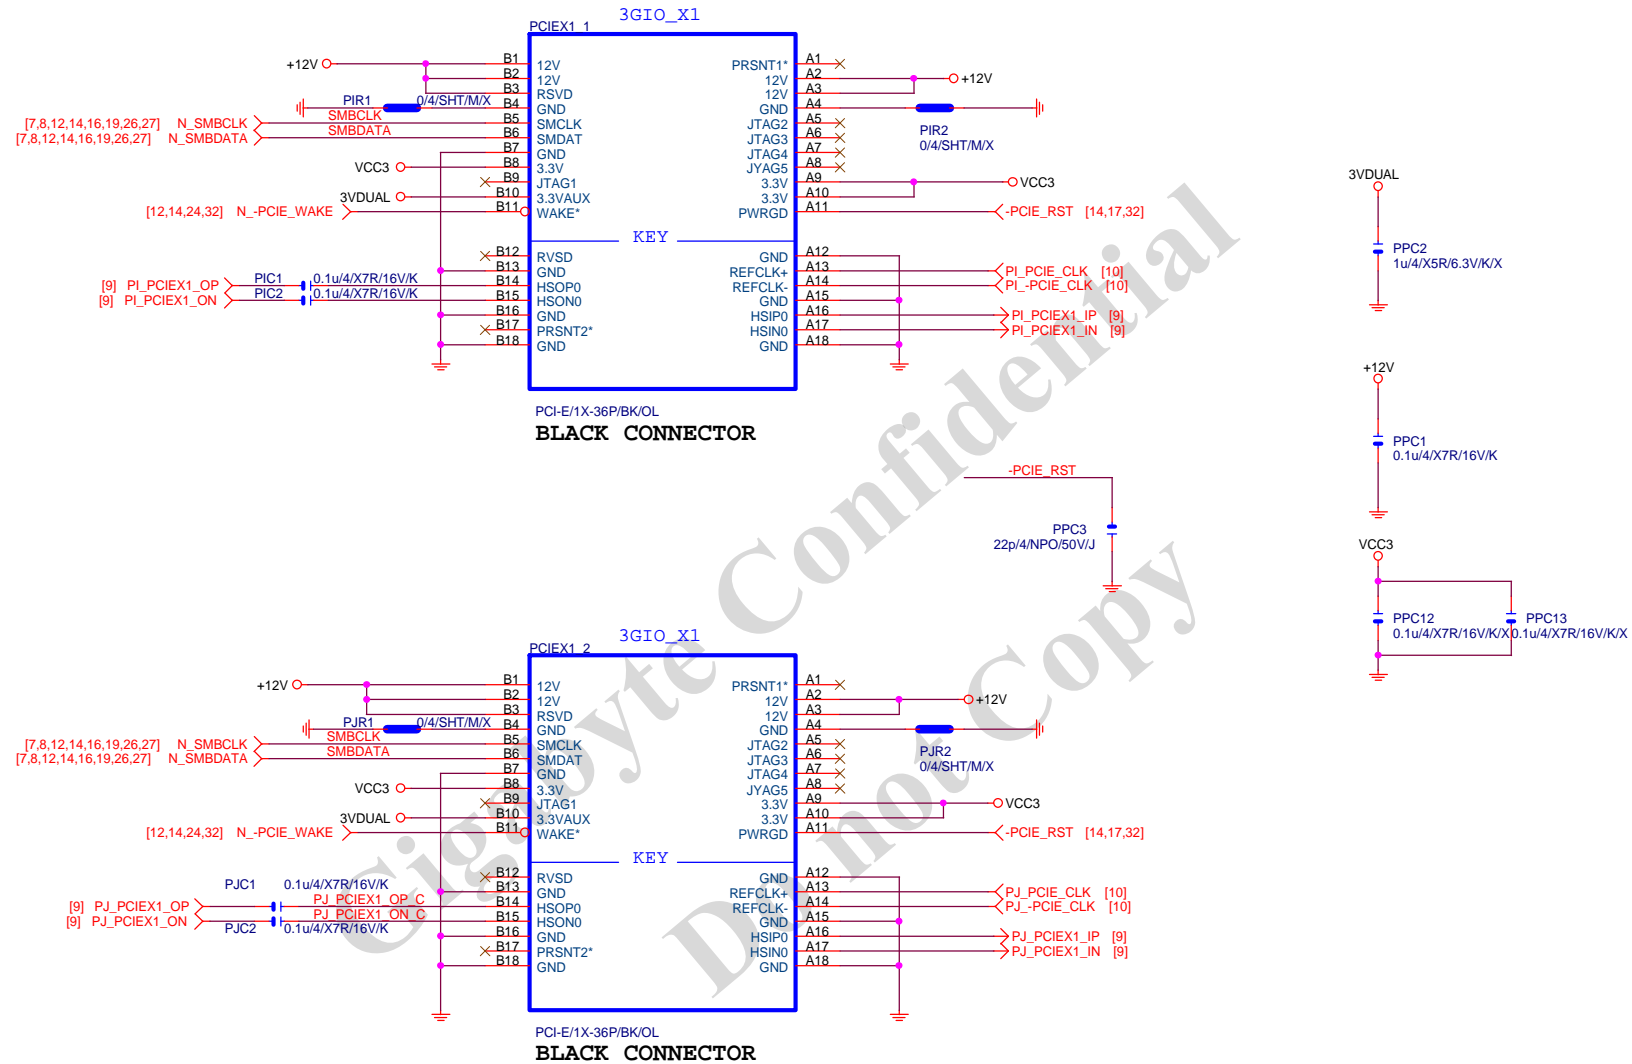 3GIO_X1
PCIEX1_1
+12V
B1 12V
B2 12V
B3 RSVD
PIR1 0/4/SHT/M/X B4 GND
[7,8,12,14,16,19,26,27] N_SMBCLK SMBCLK B5 SMCLK
[7,8,12,14,16,19,26,27] N_SMBDATA SMBDATA B6 SMDAT
B7 GND
VCC3 B8 3.3V
B9 JTAG1
3VDUAL B10 3.3VAUX
[12,14,24,32] N_-PCIE_WAKE B11 WAKE*
KEY
B12 RVSD
B13 GND
[9] PI_PCIEX1_OP PIC1 0.1u/4/X7R/16V/K B14 HSOP0
[9] PI_PCIEX1_ON PIC2 0.1u/4/X7R/16V/K B15 HSON0
B16 GND
B17 PRSNT2*
B18 GND
PRSNT1* A1
12V A2 +12V
12V A3
GND A4
PIR2
0/4/SHT/M/X
JTAG2 A5
JTAG3 A6
JTAG4 A7
JYAG5 A8
3.3V A9 VCC3
3.3V A10
PWRGD A11 -PCIE_RST [14,17,32]
GND A12
REFCLK+ A13 PI_PCIE_CLK [10]
REFCLK- A14 PI_-PCIE_CLK [10]
GND A15
HSIP0 A16 PI_PCIEX1_IP [9]
HSIN0 A17 PI_PCIEX1_IN [9]
GND A18
PCI-E/1X-36P/BK/OL
BLACK CONNECTOR
3VDUAL
PPC2
1u/4/X5R/6.3V/K/X
+12V
PPC1
0.1u/4/X7R/16V/K
-PCIE_RST
PPC3
22p/4/NPO/50V/J
VCC3
PPC12
0.1u/4/X7R/16V/K/X
PPC13
0.1u/4/X7R/16V/K/X
3GIO_X1
PCIEX1_2
+12V
B1 12V
B2 12V
B3 RSVD
PJR1 0/4/SHT/M/X B4 GND
[7,8,12,14,16,19,26,27] N_SMBCLK SMBCLK B5 SMCLK
[7,8,12,14,16,19,26,27] N_SMBDATA SMBDATA B6 SMDAT
B7 GND
VCC3 B8 3.3V
B9 JTAG1
3VDUAL B10 3.3VAUX
[12,14,24,32] N_-PCIE_WAKE B11 WAKE*
KEY
B12 RVSD
B13 GND
PJC1 0.1u/4/X7R/16V/K
[9] PJ_PCIEX1_OP PJ_PCIEX1_OP_C B14 HSOP0
[9] PJ_PCIEX1_ON PJ_PCIEX1_ON_C B15 HSON0
PJC2 0.1u/4/X7R/16V/K
B16 GND
B17 PRSNT2*
B18 GND
PRSNT1* A1
12V A2 +12V
12V A3
GND A4
PJR2
0/4/SHT/M/X
JTAG2 A5
JTAG3 A6
JTAG4 A7
JYAG5 A8
3.3V A9 VCC3
3.3V A10
PWRGD A11 -PCIE_RST [14,17,32]
GND A12
REFCLK+ A13 PJ_PCIE_CLK [10]
REFCLK- A14 PJ_-PCIE_CLK [10]
GND A15
HSIP0 A16 PJ_PCIEX1_IP [9]
HSIN0 A17 PJ_PCIEX1_IN [9]
GND A18
PCI-E/1X-36P/BK/OL
BLACK CONNECTOR
Gigabyte Confidential
Do not Copy